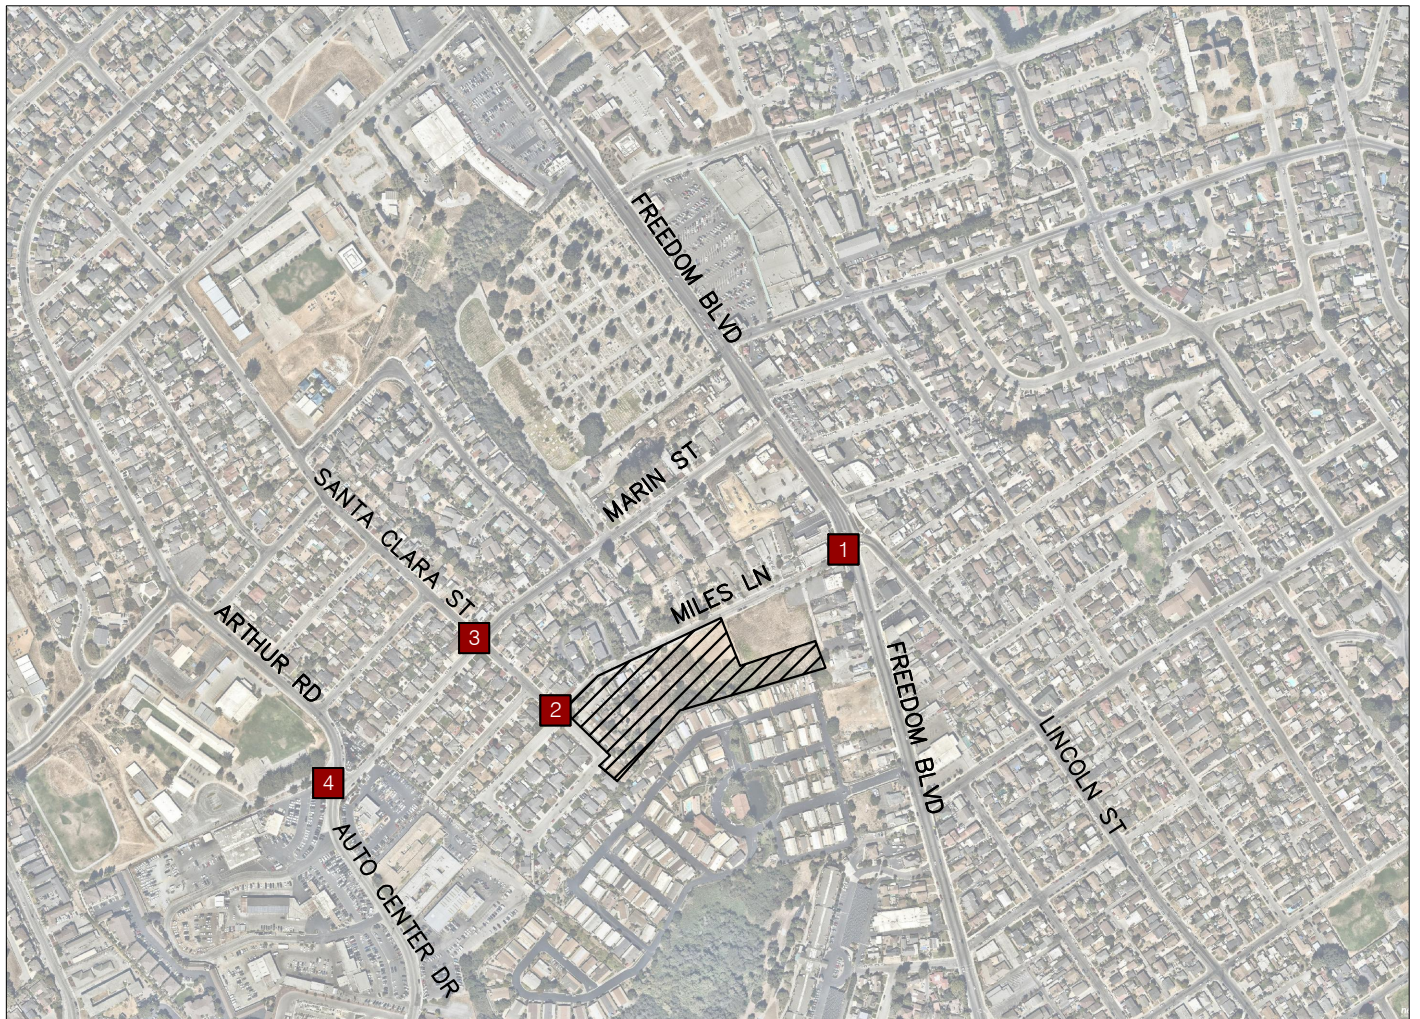 FREEDOM BLVD
MARIN ST
SANTA CLARA ST
1
MILES LN
ARTHUR RD
3
FREEDOM BLVD
2
LINCOLN ST
4
AUTO CENTER DR